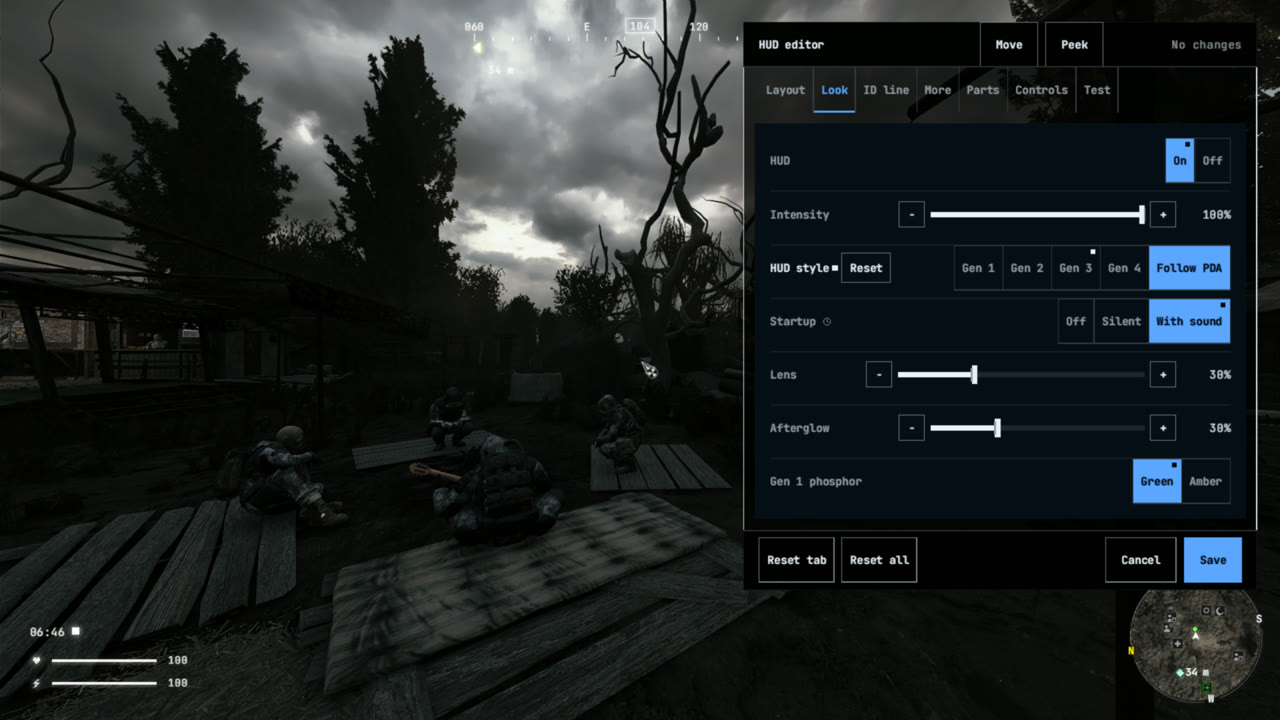 060 E 104 120
34 m
HUD editor Move Peek No changes
Layout Look ID line More Parts Controls Test
HUD On Off
Intensity - + 100%
HUD style Reset Gen 1 Gen 2 Gen 3 Gen 4 Follow PDA
Startup Off Silent With sound
Lens - + 30%
Afterglow - + 30%
Gen 1 phosphor Green Amber
Reset tab Reset all Cancel Save
06:46
100
100
S
N
34 m
W